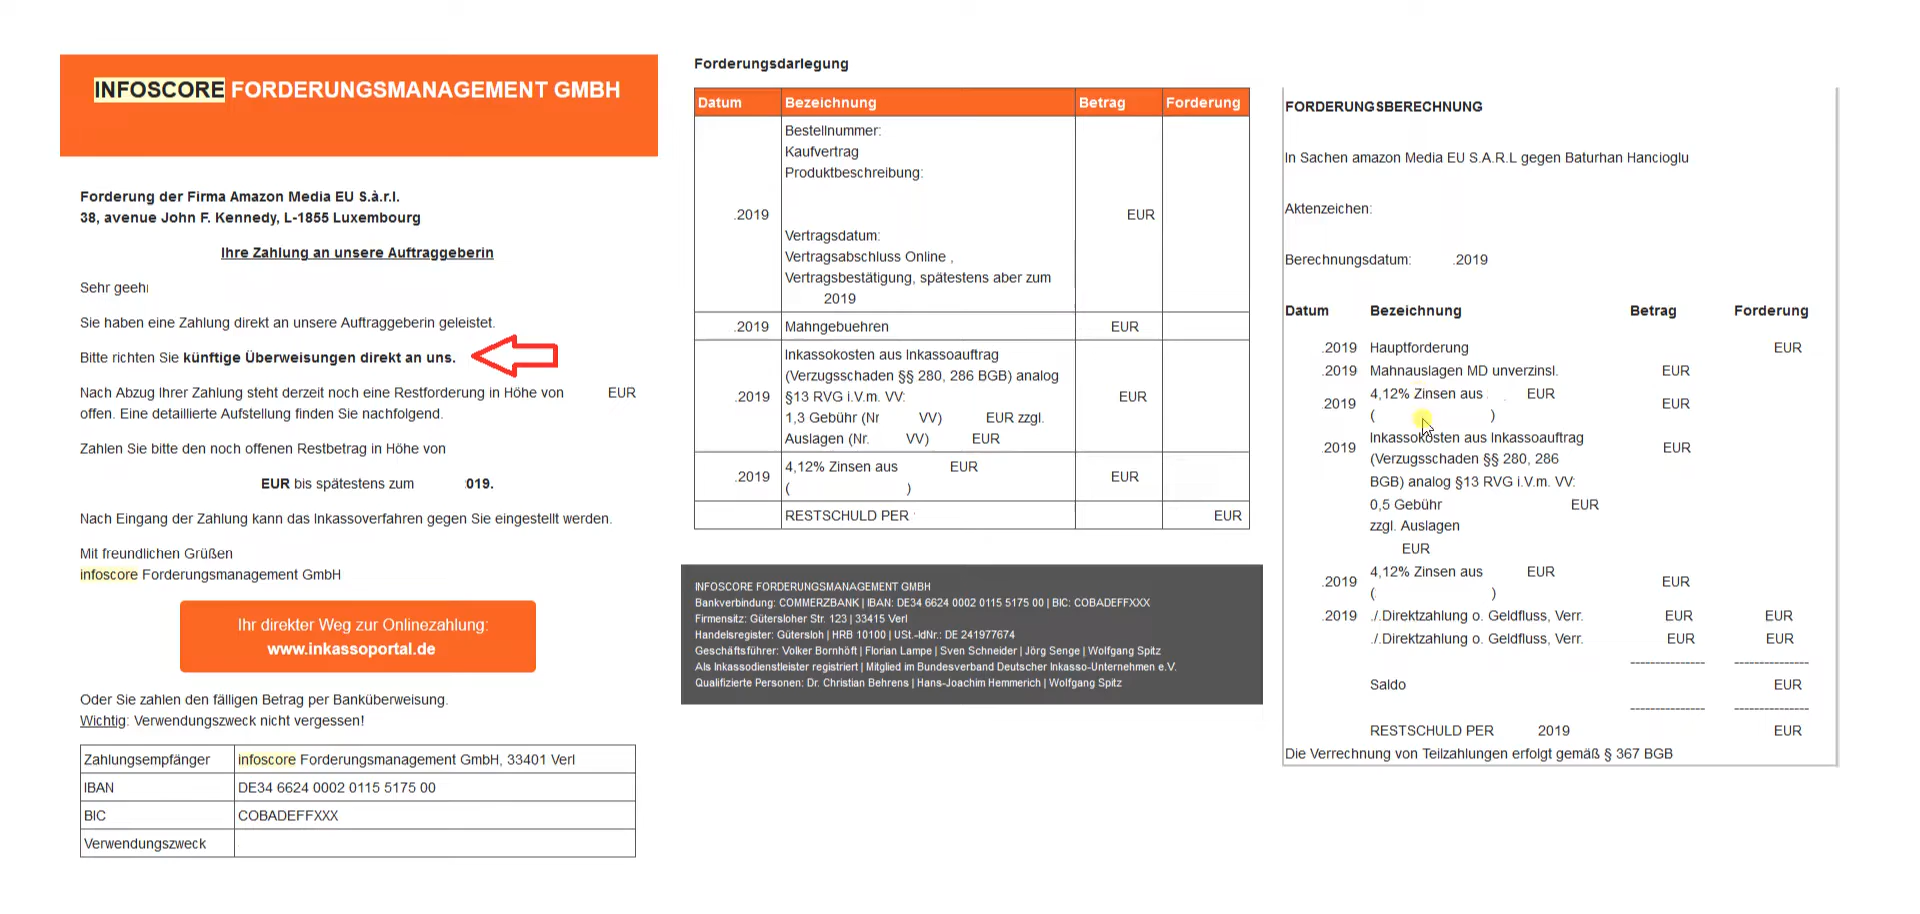 INFOSCORE FORDERUNGSMANAGEMENT GMBH
Forderung der Firma Amazon Media EU S.à.r.l.
38, avenue John F. Kennedy, L-1855 Luxembourg
Ihre Zahlung an unsere Auftraggeberin
Sehr geehr
Sie haben eine Zahlung direkt an unsere Auftraggeberin geleistet.
Bitte richten Sie künftige Überweisungen direkt an uns.
Nach Abzug Ihrer Zahlung steht derzeit noch eine Restforderung in Höhe von EUR
offen. Eine detaillierte Aufstellung finden Sie nachfolgend.
Zahlen Sie bitte den noch offenen Restbetrag in Höhe von
EUR bis spätestens zum 019.
Nach Eingang der Zahlung kann das Inkassoverfahren gegen Sie eingestellt werden.
Mit freundlichen Grüßen
infoscore Forderungsmanagement GmbH
Ihr direkter Weg zur Onlinezahlung:
www.inkassoportal.de
Oder Sie zahlen den fälligen Betrag per Banküberweisung.
Wichtig: Verwendungszweck nicht vergessen!
Zahlungsempfänger infoscore Forderungsmanagement GmbH, 33401 Verl
IBAN DE34 6624 0002 0115 5175 00
BIC COBADEFFXXX
Verwendungszweck
Forderungsdarlegung
Datum Bezeichnung Betrag Forderung
Bestellnummer:
Kaufvertrag
Produktbeschreibung:
.2019 EUR
Vertragsdatum:
Vertragsabschluss Online ,
Vertragsbestätigung, spätestens aber zum
2019
.2019 Mahngebuehren EUR
Inkassokosten aus Inkassoauftrag
(Verzugsschaden §§ 280, 286 BGB) analog
.2019 §13 RVG i.V.m. VV: EUR
1,3 Gebühr (Nr VV) EUR zzgl.
Auslagen (Nr. VV) EUR
4,12% Zinsen aus EUR
.2019 EUR
( )
RESTSCHULD PER EUR
INFOSCORE FORDERUNGSMANAGEMENT GMBH
Bankverbindung: COMMERZBANK | IBAN: DE34 6624 0002 0115 5175 00 | BIC: COBADEFFXXX
Firmensitz: Gütersloher Str. 123 | 33415 Verl
Handelsregister: Gütersloh | HRB 10100 | USt.-IdNr.: DE 241977674
Geschäftsführer: Volker Bornhöft | Florian Lampe | Sven Schneider | Jörg Senge | Wolfgang Spitz
Als Inkassodienstleister registriert | Mitglied im Bundesverband Deutscher Inkasso-Unternehmen e.V.
Qualifizierte Personen: Dr. Christian Behrens | Hans-Joachim Hemmerich | Wolfgang Spitz
FORDERUNGSBERECHNUNG
In Sachen amazon Media EU S.A.R.L gegen Baturhan Hancioglu
Aktenzeichen:
Berechnungsdatum: .2019
Datum Bezeichnung Betrag Forderung
.2019 Hauptforderung EUR
.2019 Mahnauslagen MD unverzinsl. EUR
4,12% Zinsen aus EUR
.2019 EUR
( )
Inkassokosten aus Inkassoauftrag
.2019 EUR
(Verzugsschaden §§ 280, 286
BGB) analog §13 RVG i.V.m. VV:
0,5 Gebühr EUR
zzgl. Auslagen
EUR
4,12% Zinsen aus EUR
.2019 EUR
( )
.2019 ./.Direktzahlung o. Geldfluss, Verr. EUR EUR
./.Direktzahlung o. Geldfluss, Verr. EUR EUR
--------------- ---------------
Saldo EUR
--------------- ---------------
RESTSCHULD PER 2019 EUR
Die Verrechnung von Teilzahlungen erfolgt gemäß § 367 BGB